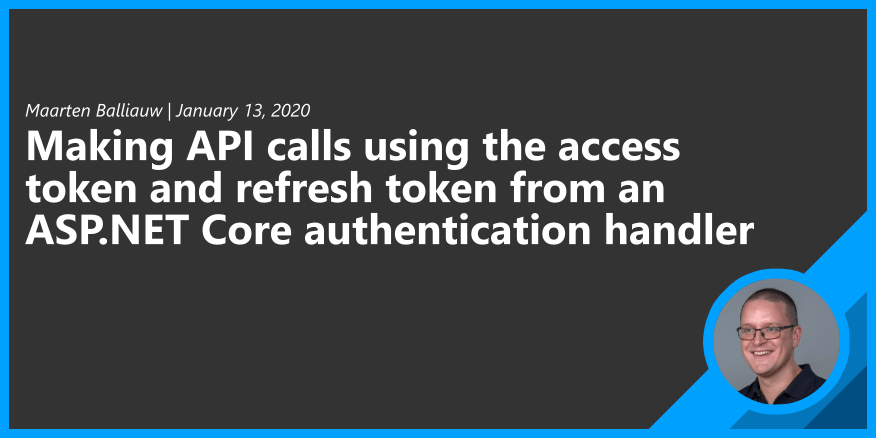 Maarten Balliauw | January 13, 2020
Making API calls using the access
token and refresh token from an
ASP.NET Core authentication handler